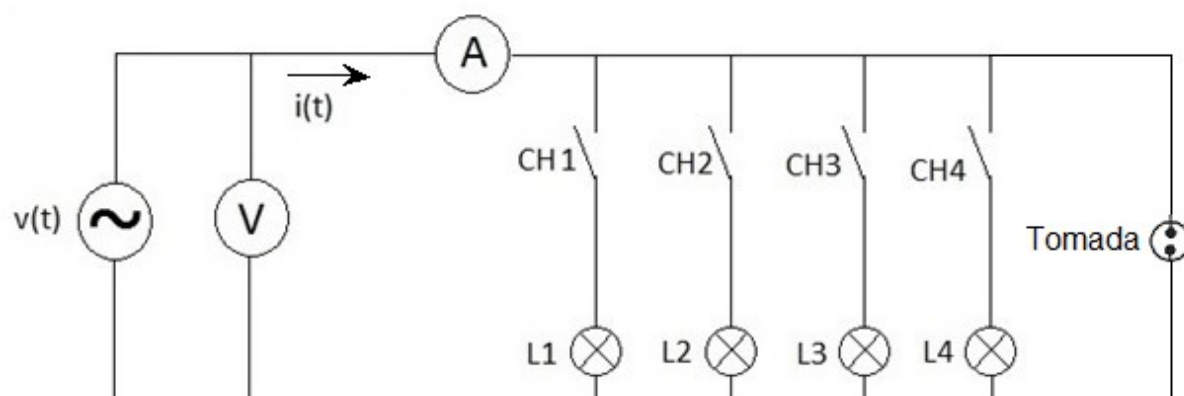 A
i(t)
CH1
CH2
CH3
CH4
v(t)
V
Tomada
L1
L2
L3
L4